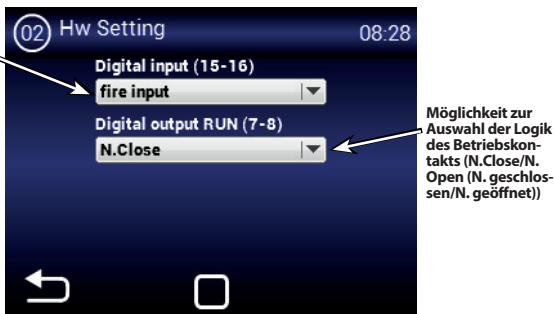 02 Hw Setting 08:28
Digital input (15-16)
fire input
Digital output RUN (7-8)
N.Close
Möglichkeit zur
Auswahl der Logik
des Betriebskon-
takts (N.Close/N.
Open (N. geschlos-
sen/N. geöffnet))